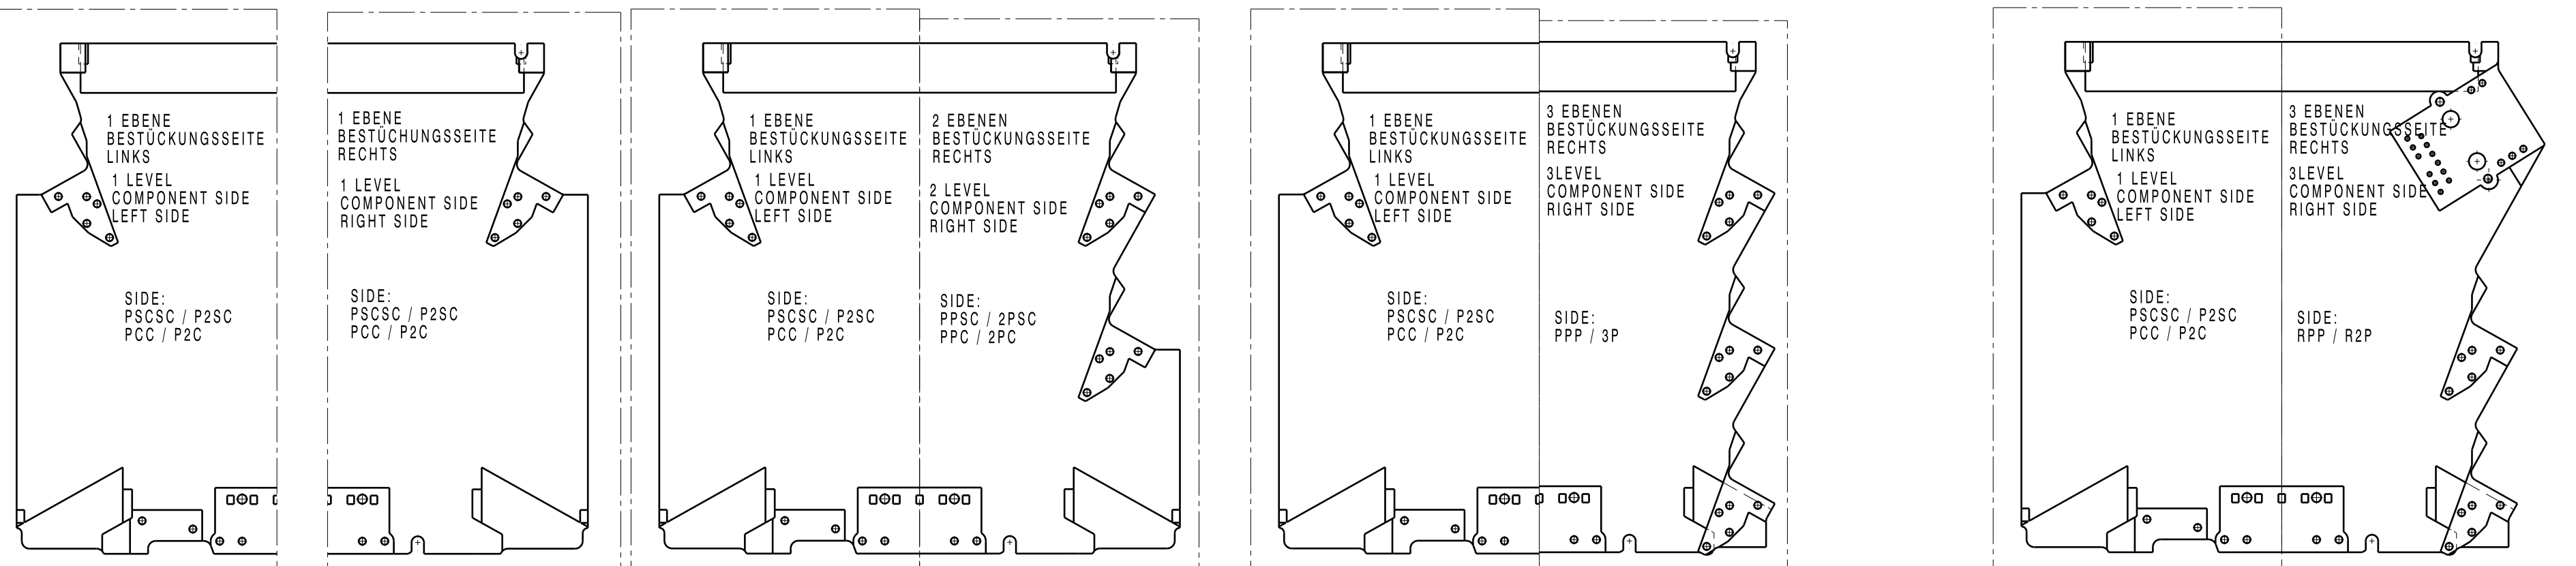 1 EBENE
BESTÜCKUNGSSEITE
LINKS
1 LEVEL
COMPONENT SIDE
LEFT SIDE
SIDE:
PSCSC / P2SC
PCC / P2C
1 EBENE
BESTÜCHUNGSSEITE
RECHTS
1 LEVEL
COMPONENT SIDE
RIGHT SIDE
SIDE:
PSCSC / P2SC
PCC / P2C
1 EBENE
BESTÜCKUNGSSEITE
LINKS
1 LEVEL
COMPONENT SIDE
LEFT SIDE
SIDE:
PSCSC / P2SC
PCC / P2C
2 EBENEN
BESTÜCKUNGSSEITE
RECHTS
2 LEVEL
COMPONENT SIDE
RIGHT SIDE
SIDE:
PPSC / 2PSC
PPC / 2PC
1 EBENE
BESTÜCKUNGSSEITE
LINKS
1 LEVEL
COMPONENT SIDE
LEFT SIDE
SIDE:
PSCSC / P2SC
PCC / P2C
3 EBENEN
BESTÜCKUNGSSEITE
RECHTS
3LEVEL
COMPONENT SIDE
RIGHT SIDE
SIDE:
PPP / 3P
1 EBENE
BESTÜCKUNGSSEITE
LINKS
1 LEVEL
COMPONENT SIDE
LEFT SIDE
SIDE:
PSCSC / P2SC
PCC / P2C
3 EBENEN
BESTÜCKUNGSSEITE
RECHTS
3LEVEL
COMPONENT SIDE
RIGHT SIDE
SIDE:
RPP / R2P